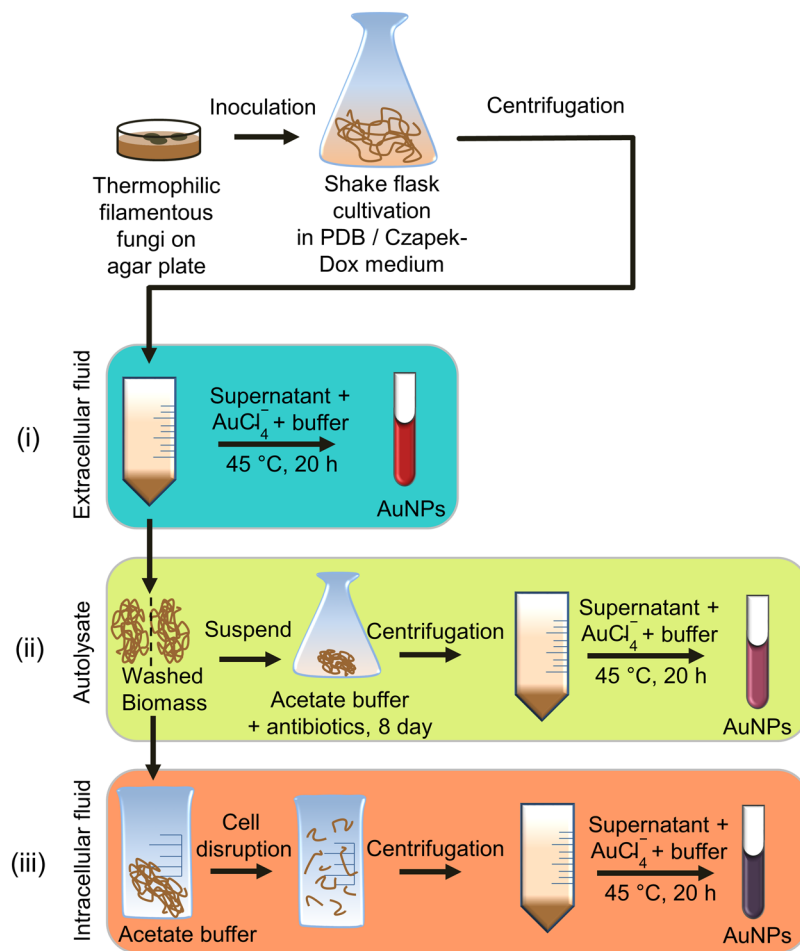 Inoculation
Centrifugation
Thermophilic
filamentous
fungi on
agar plate
Shake flask
cultivation
in PDB / Czapek-
Dox medium
(i)
Extracellular fluid
Supernatant +
AuCl₄⁻ + buffer
45 °C, 20 h
AuNPs
(ii)
Autolysate
Washed
Biomass
Suspend
Acetate buffer
+ antibiotics, 8 day
Centrifugation
Supernatant +
AuCl₄⁻ + buffer
45 °C, 20 h
AuNPs
(iii)
Intracellular fluid
Acetate buffer
Cell
disruption
Centrifugation
Supernatant +
AuCl₄⁻ + buffer
45 °C, 20 h
AuNPs